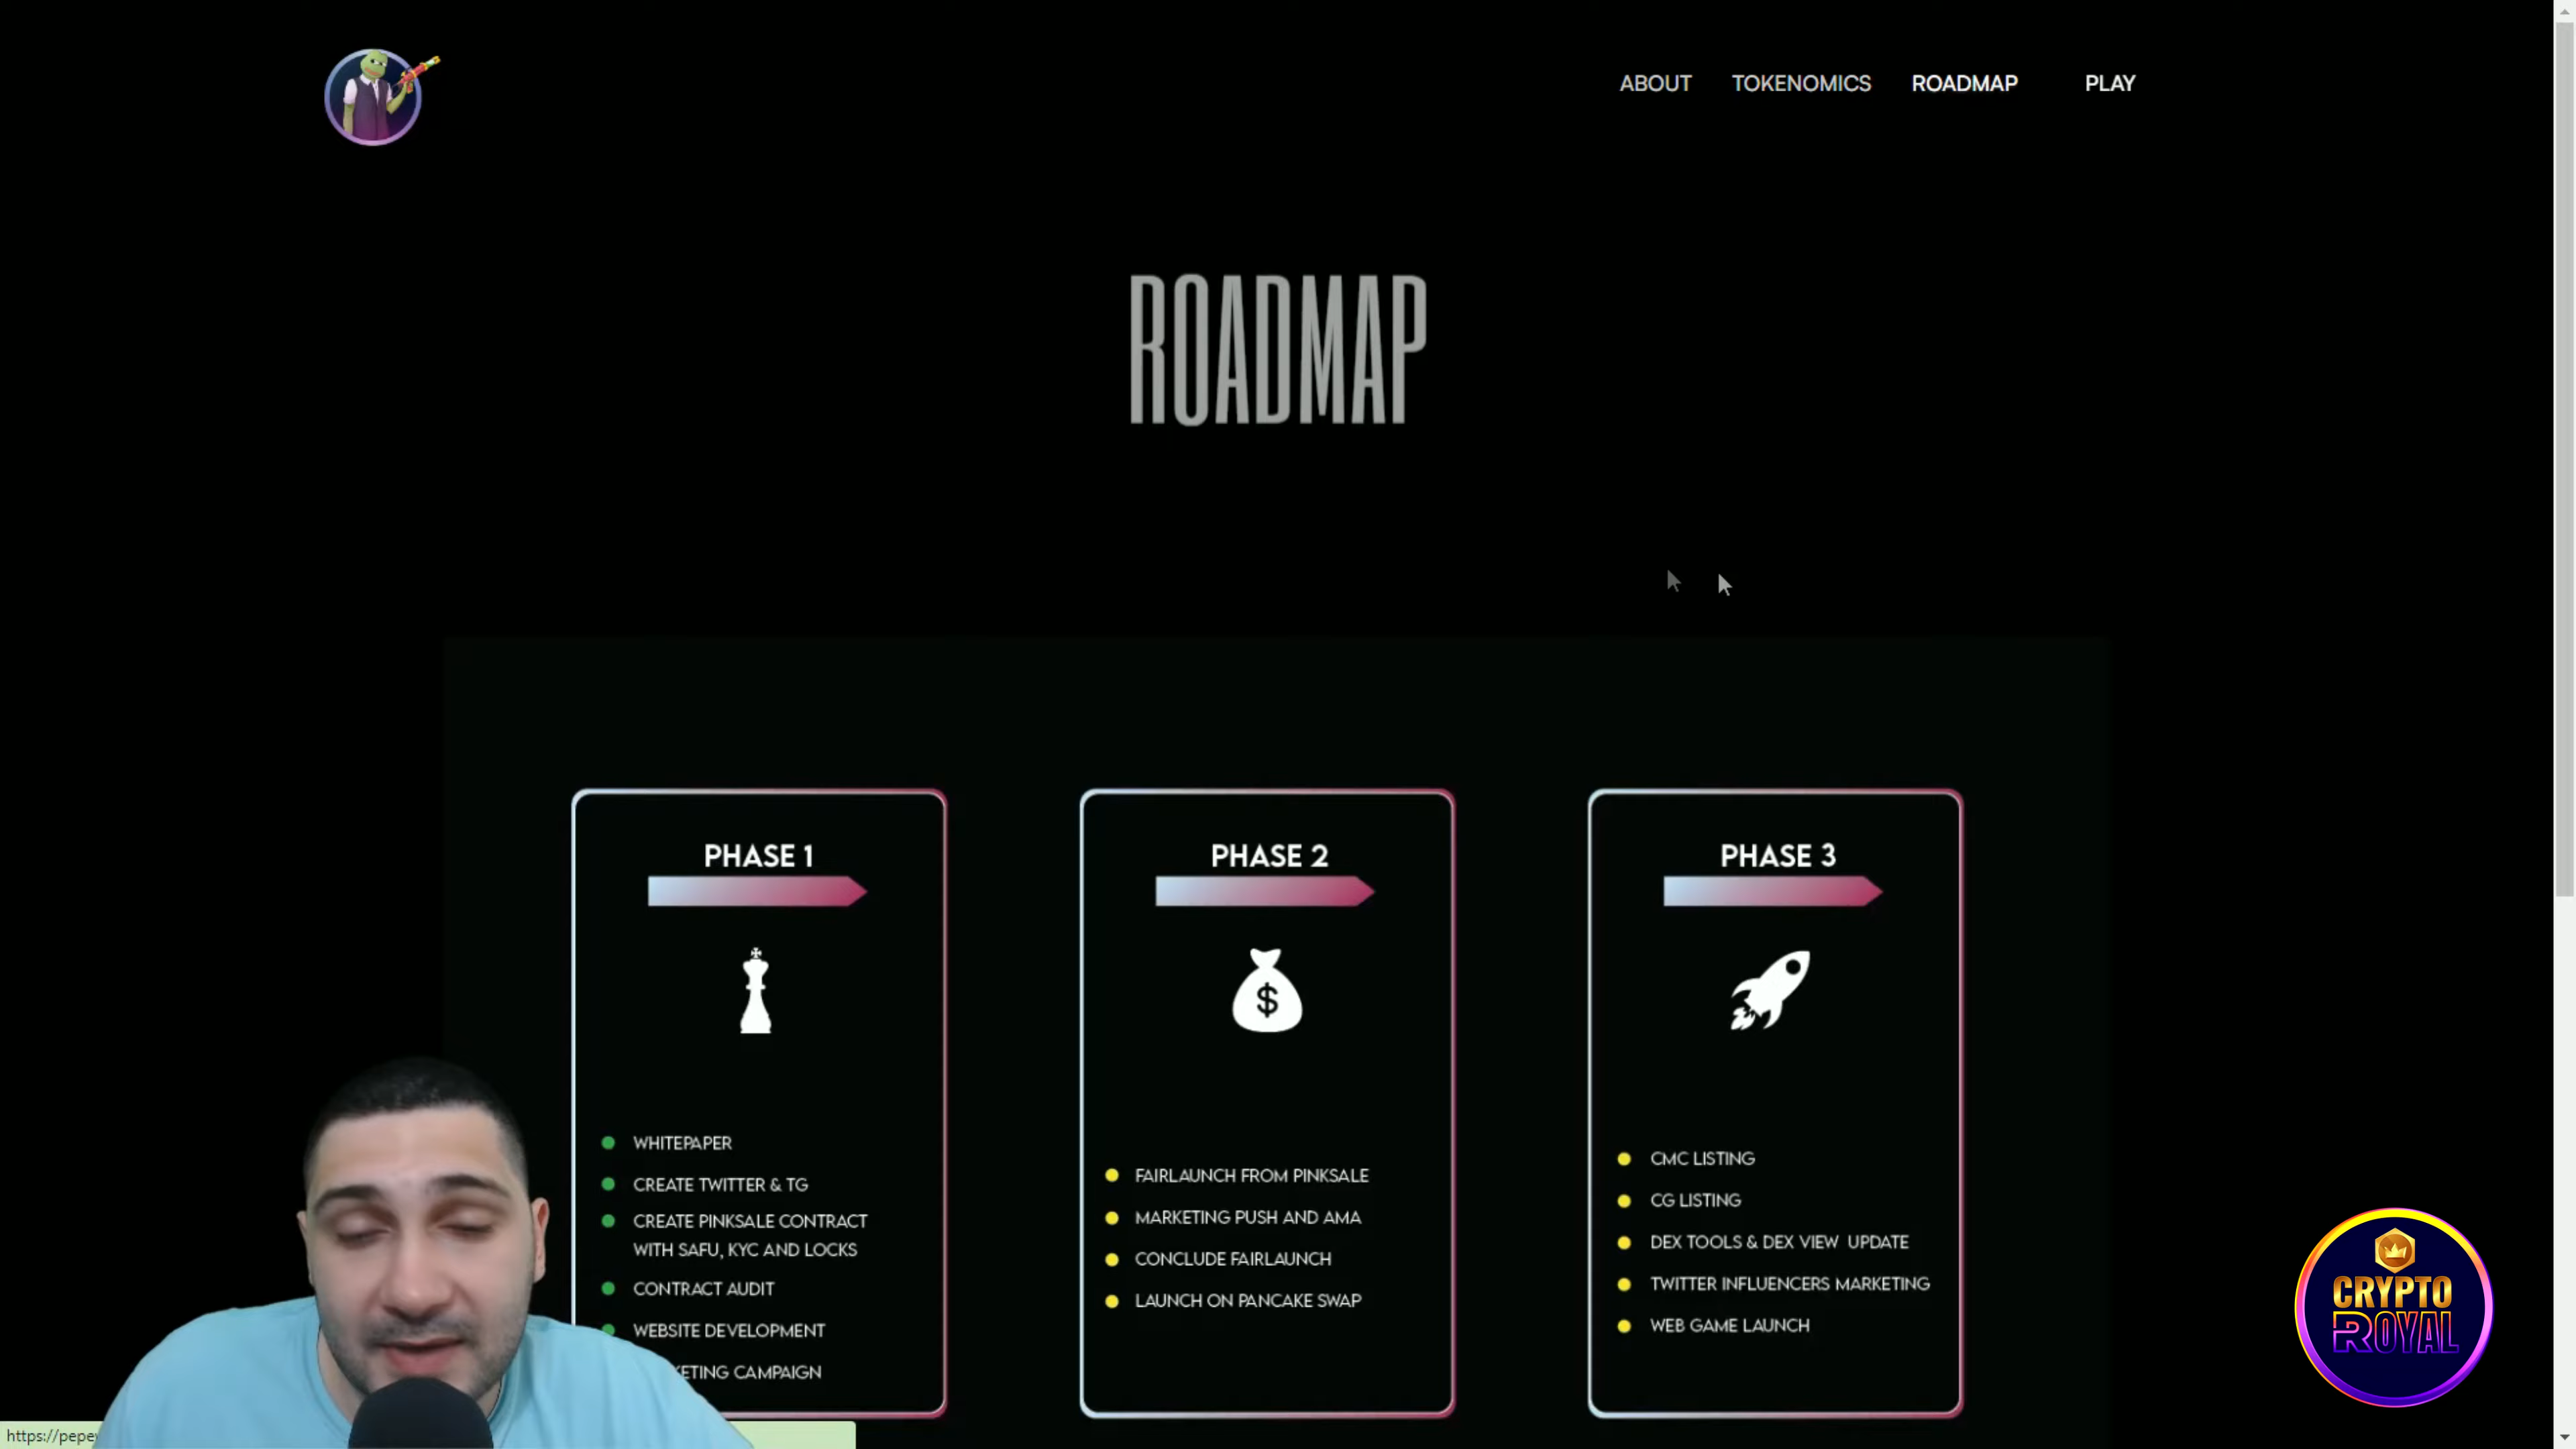 ABOUT TOKENOMICS ROADMAP PLAY
ROADMAP
PHASE 1
WHITEPAPER
CREATE TWITTER & TG
CREATE PINKSALE CONTRACT
WITH SAFU, KYC AND LOCKS
CONTRACT AUDIT
WEBSITE DEVELOPMENT
KETING CAMPAIGN
PHASE 2
$
FAIRLAUNCH FROM PINKSALE
MARKETING PUSH AND AMA
CONCLUDE FAIRLAUNCH
LAUNCH ON PANCAKE SWAP
PHASE 3
CMC LISTING
CG LISTING
DEX TOOLS & DEX VIEW UPDATE
TWITTER INFLUENCERS MARKETING
WEB GAME LAUNCH
CRYPTO
ROYAL
https://pepe